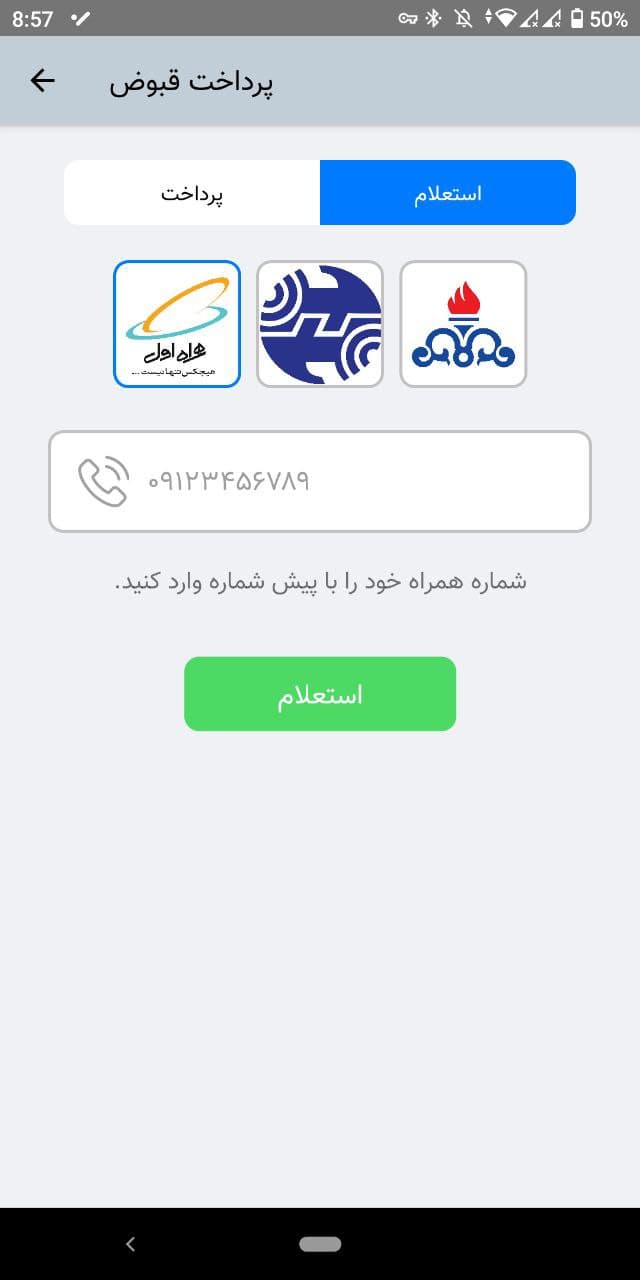 8:57
50%
پرداخت قبوض
استعلام
پرداخت
همراه اول
هیچکس تنها نیست ...
۰۹۱۲۳۴۵۶۷۸۹
شماره همراه خود را با پیش شماره وارد کنید.
استعلام